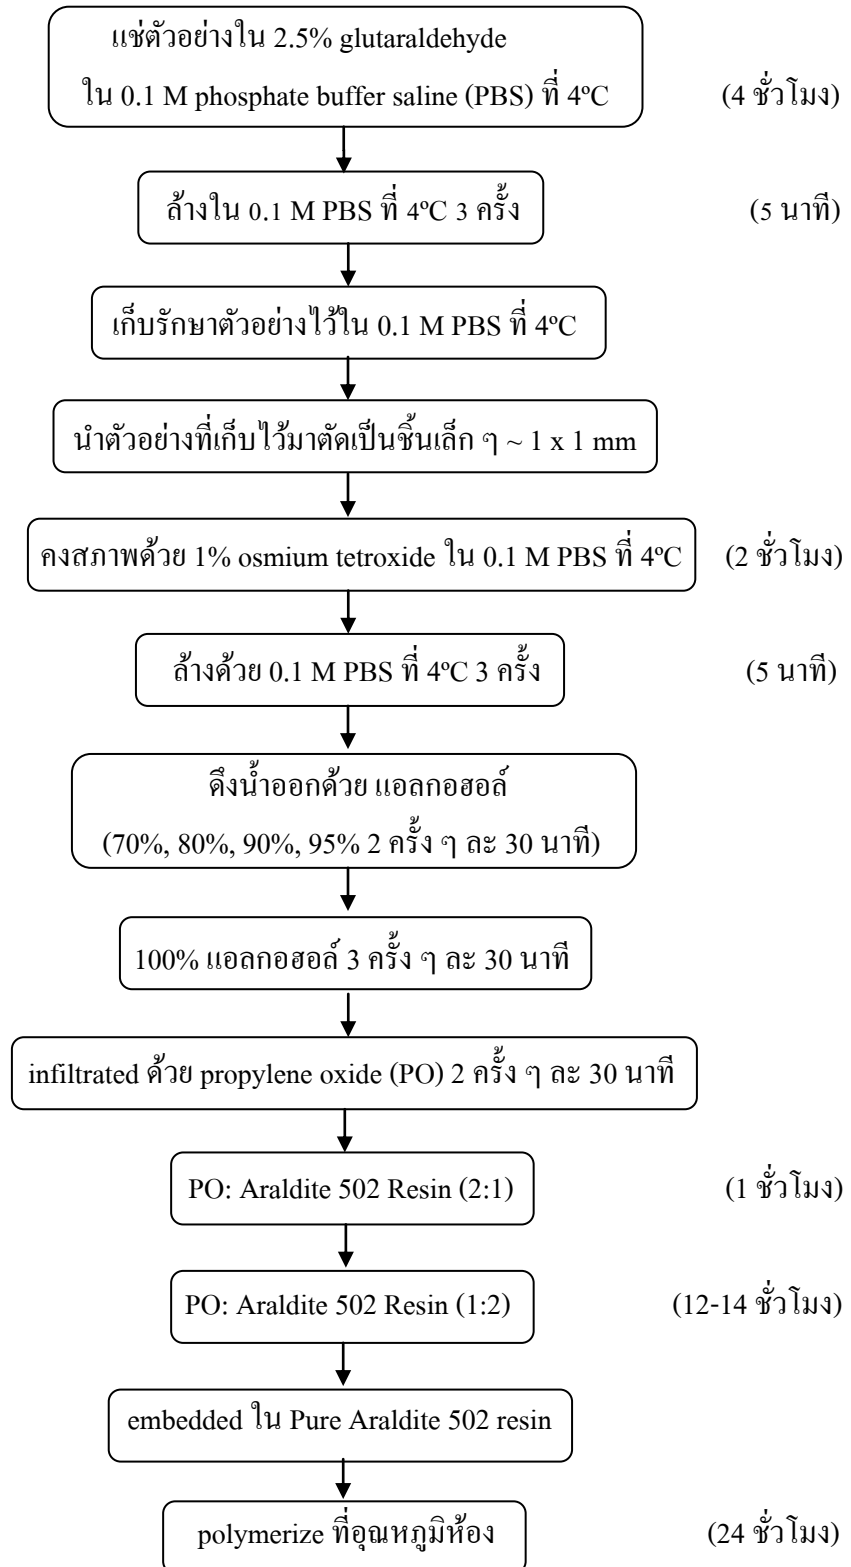 แช่ตัวอย่างใน 2.5% glutaraldehyde
ใน 0.1 M phosphate buffer saline (PBS) ที่ 4ºC (4 ชั่วโมง)
ล้างใน 0.1 M PBS ที่ 4ºC 3 ครั้ง (5 นาที)
เก็บรักษาตัวอย่างไว้ใน 0.1 M PBS ที่ 4ºC
นำตัวอย่างที่เก็บไว้มาตัดเป็นชิ้นเล็ก ๆ ~ 1 x 1 mm
คงสภาพด้วย 1% osmium tetroxide ใน 0.1 M PBS ที่ 4ºC (2 ชั่วโมง)
ล้างด้วย 0.1 M PBS ที่ 4ºC 3 ครั้ง (5 นาที)
ดึงน้ำออกด้วย แอลกอฮอล์
(70%, 80%, 90%, 95% 2 ครั้ง ๆ ละ 30 นาที)
100% แอลกอฮอล์ 3 ครั้ง ๆ ละ 30 นาที
infiltrated ด้วย propylene oxide (PO) 2 ครั้ง ๆ ละ 30 นาที
PO: Araldite 502 Resin (2:1) (1 ชั่วโมง)
PO: Araldite 502 Resin (1:2) (12-14 ชั่วโมง)
embedded ใน Pure Araldite 502 resin
polymerize ที่อุณหภูมิห้อง (24 ชั่วโมง)